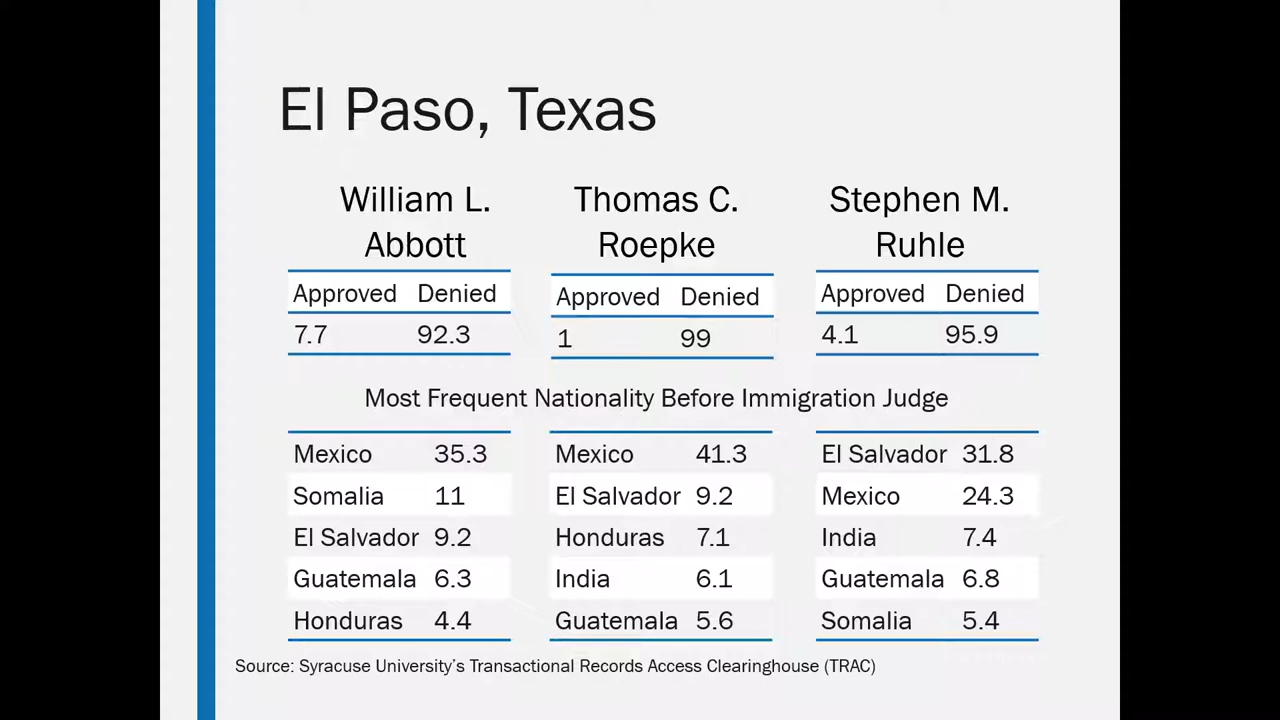 El Paso, Texas
William L.
Abbott
Thomas C.
Roepke
Stephen M.
Ruhle
Approved Denied
7.7 92.3
Approved Denied
1 99
Approved Denied
4.1 95.9
Most Frequent Nationality Before Immigration Judge
Mexico 35.3
Somalia 11
El Salvador 9.2
Guatemala 6.3
Honduras 4.4
Mexico 41.3
El Salvador 9.2
Honduras 7.1
India 6.1
Guatemala 5.6
El Salvador 31.8
Mexico 24.3
India 7.4
Guatemala 6.8
Somalia 5.4
Source: Syracuse University’s Transactional Records Access Clearinghouse (TRAC)